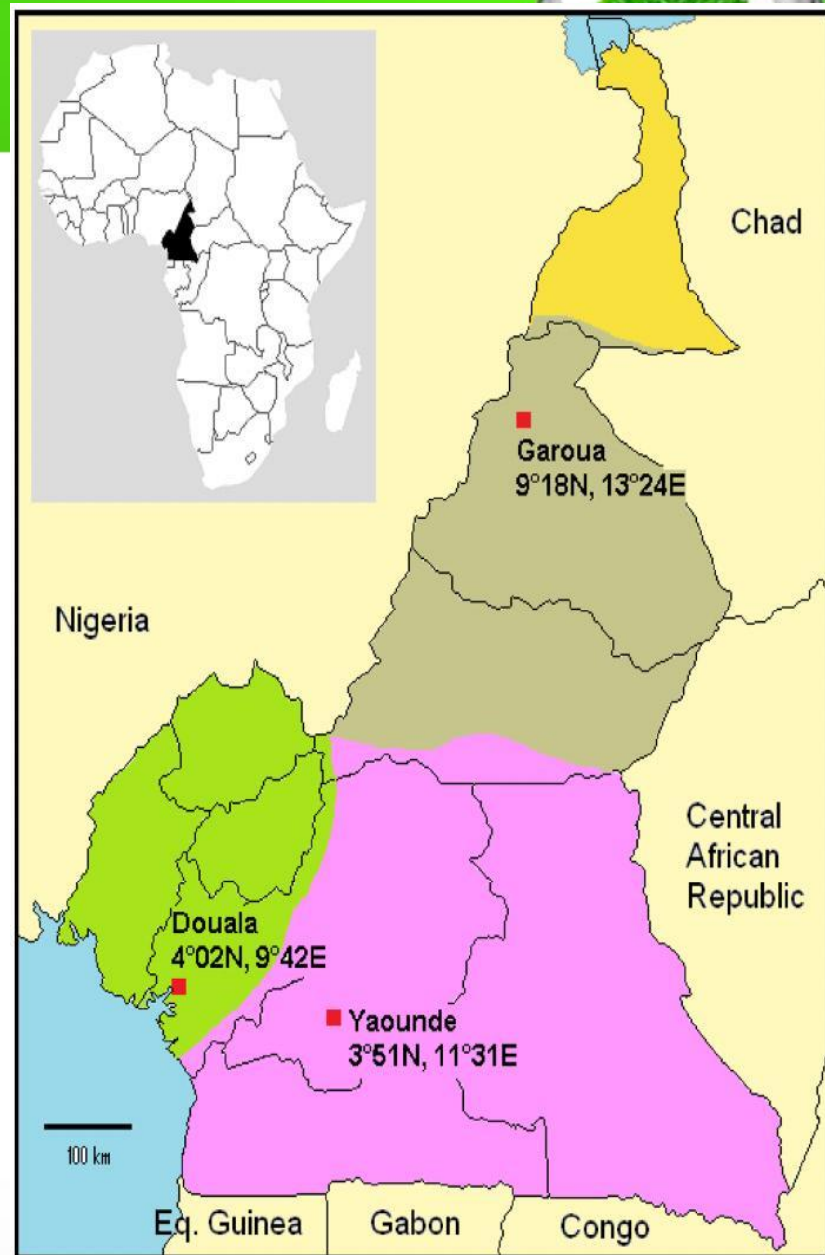 Chad
Garoua
9°18N, 13°24E
Nigeria
Central
African
Republic
Douala
4°02N, 9°42E
Yaounde
3°51N, 11°31E
100 km
Eq. Guinea
Gabon
Congo